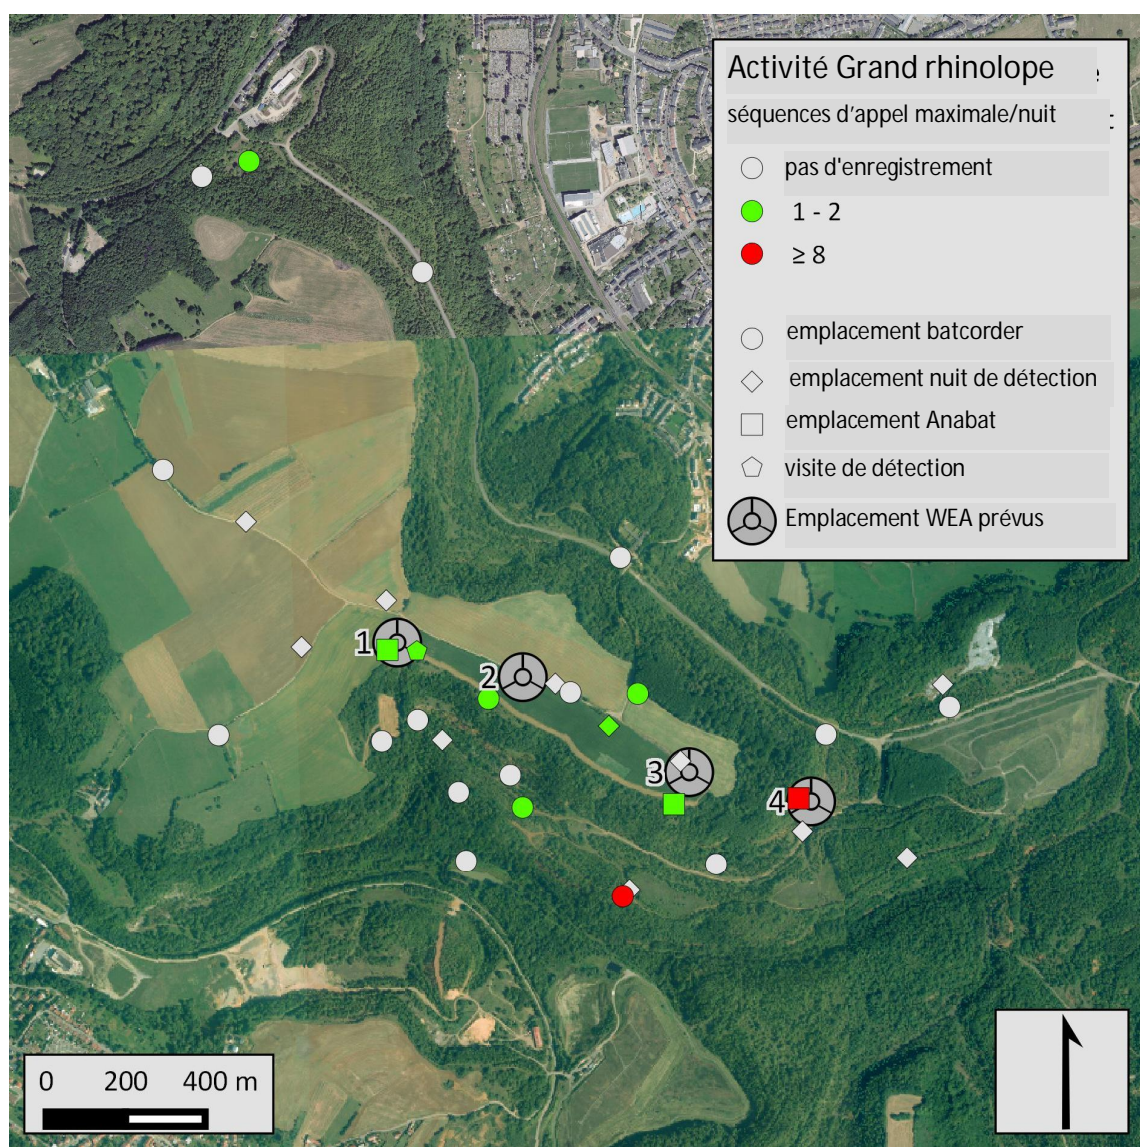 Activité Grand rhinolope
séquences d'appel maximale/nuit
pas d'enregistrement
1 - 2
≥ 8
emplacement batcorder
emplacement nuit de détection
emplacement Anabat
visite de détection
Emplacement WEA prévus
1
2
3
4
0 200 400 m